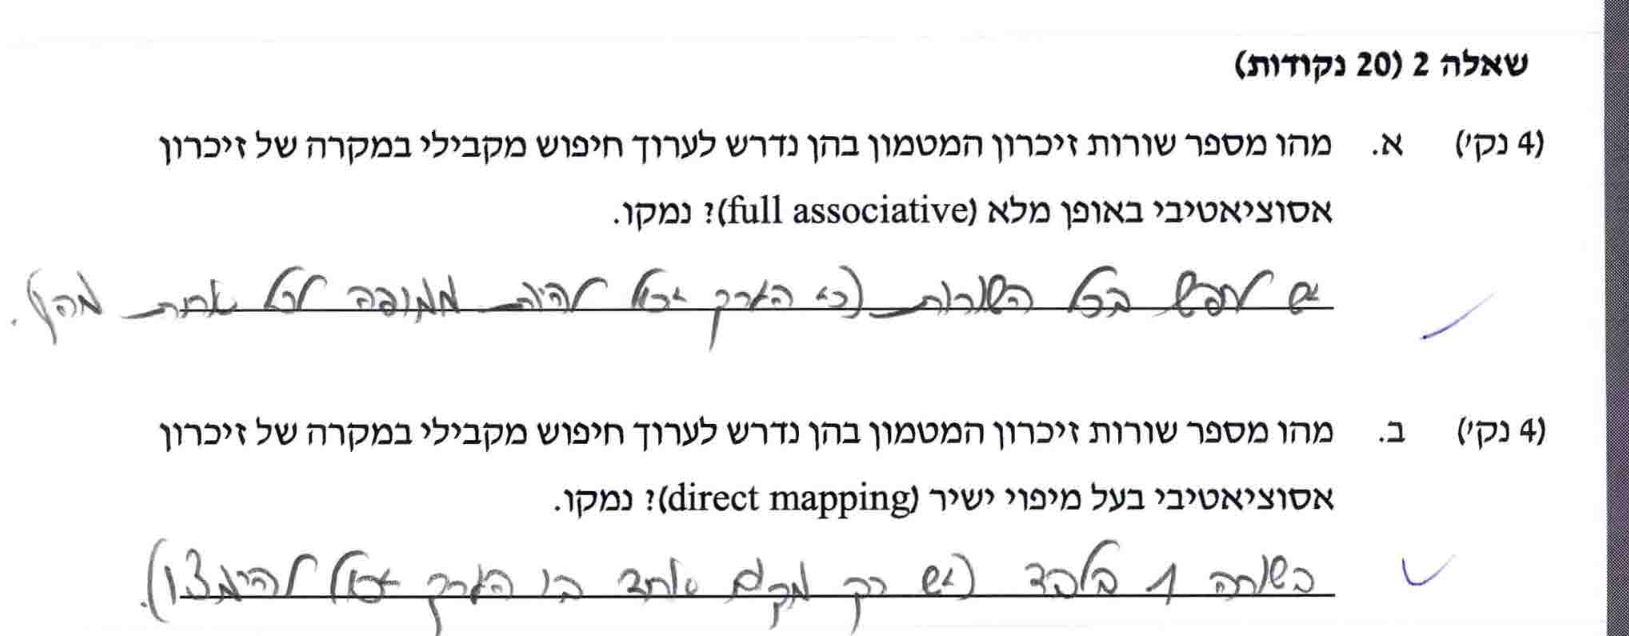 שאלה 2 (20 נקודות)
(4 נק') א. מהו מספר שורות זיכרון המטמון בהן נדרש לערוך חיפוש מקבילי במקרה של זיכרון
אסוציאטיבי באופן מלא (full associative)? נמקו.
יש לחפש בכל השורות (כי הערך יכול להיות ממופה לכל אחת מהן).
(4 נק') ב. מהו מספר שורות זיכרון המטמון בהן נדרש לערוך חיפוש מקבילי במקרה של זיכרון
אסוציאטיבי בעל מיפוי ישיר (direct mapping)? נמקו.
בשורה 1 בלבד (יש רק מקום אחד בו הערך יכול להימצא).